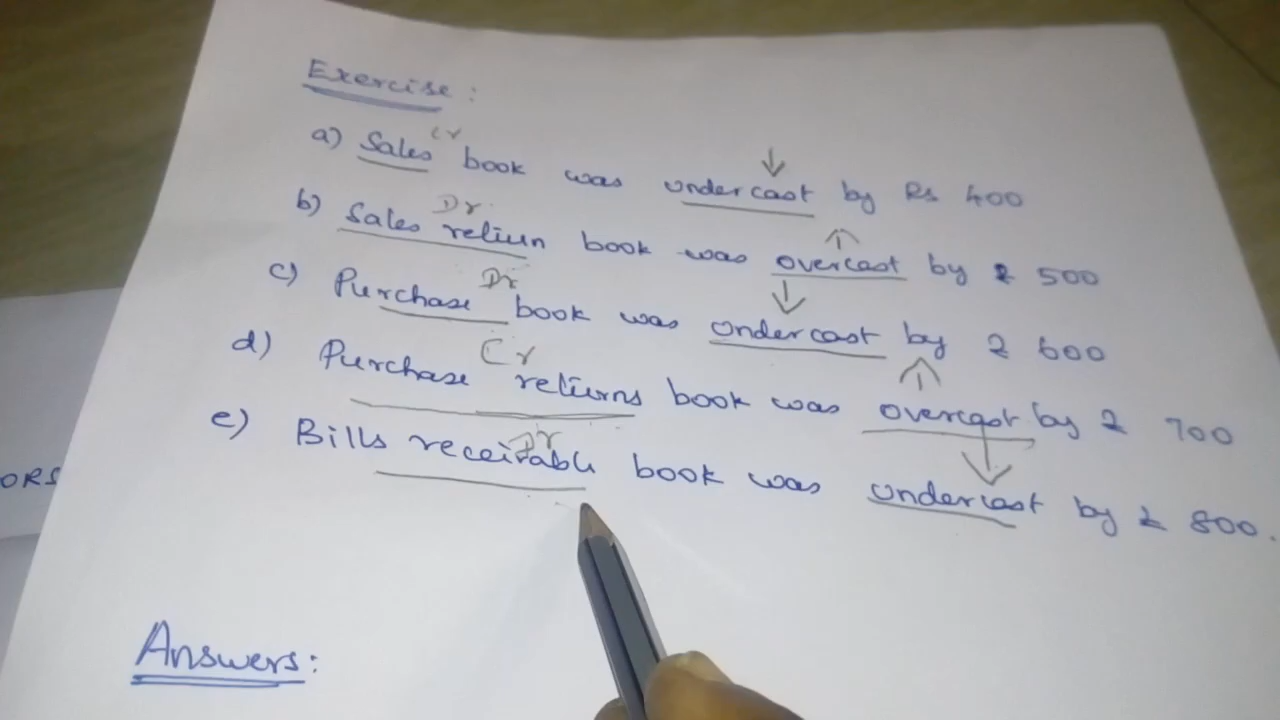 Exercise :
Cr
a) Sales book was undercast by Rs 400
Dr.
b) Sales return book was overcast by ₹ 500
Dr
c) Purchase book was undercast by ₹ 600
Cr
d) Purchase returns book was overcast by ₹ 700
Dr
e) Bills receivable book was undercast by ₹ 800.
ORS
Answers: